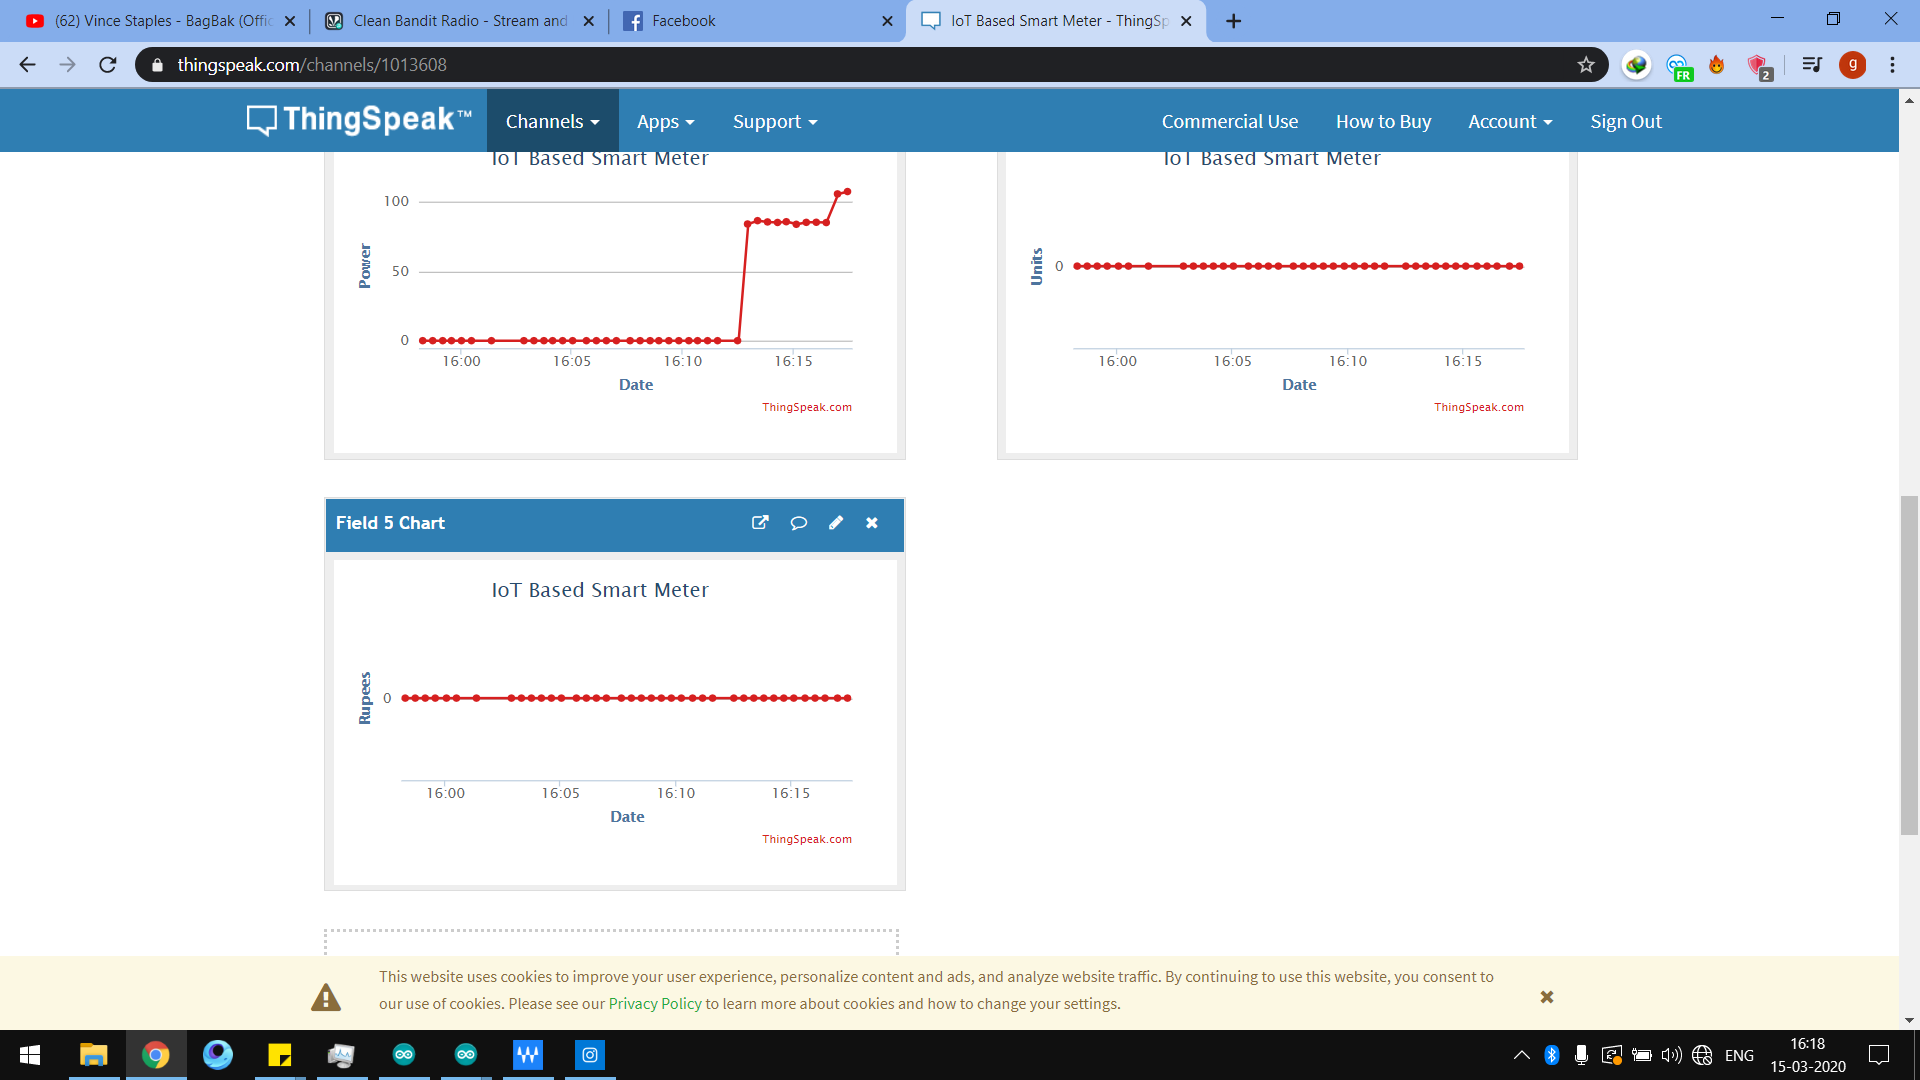 (62) Vince Staples - BagBak (Offic
Clean Bandit Radio - Stream and
Facebook
IoT Based Smart Meter - ThingSp
thingspeak.com/channels/1013608
FR
2
g
ThingSpeak™
Channels
Apps
Support
Commercial Use
How to Buy
Account
Sign Out
IoT Based Smart Meter
100
50
0
Power
16:00 16:05 16:10 16:15
Date
ThingSpeak.com
IoT Based Smart Meter
Units
0
16:00 16:05 16:10 16:15
Date
ThingSpeak.com
Field 5 Chart
IoT Based Smart Meter
Rupees
0
16:00 16:05 16:10 16:15
Date
ThingSpeak.com
This website uses cookies to improve your user experience, personalize content and ads, and analyze website traffic. By continuing to use this website, you consent to
our use of cookies. Please see our Privacy Policy to learn more about cookies and how to change your settings.
ENG
16:18
15-03-2020